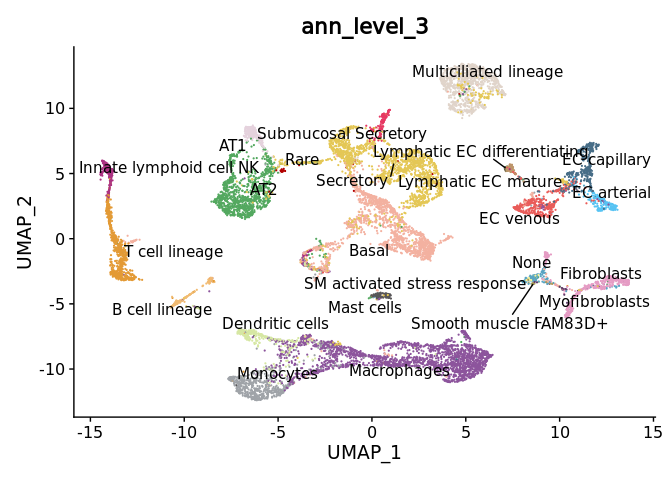 ann_level_3
Multiciliated lineage
10
Submucosal Secretory
AT1
Lymphatic EC differentiating
Rare
EC capillary
Innate lymphoid cell NK
5
Secretory
Lymphatic EC mature
AT2
EC arterial
EC venous
UMAP_2
0
Basal
T cell lineage
None
Fibroblasts
SM activated stress response
-5
Myofibroblasts
B cell lineage
Mast cells
Dendritic cells
Smooth muscle FAM83D+
-10
Monocytes
Macrophages
-15
-10
-5
0
5
10
15
UMAP_1